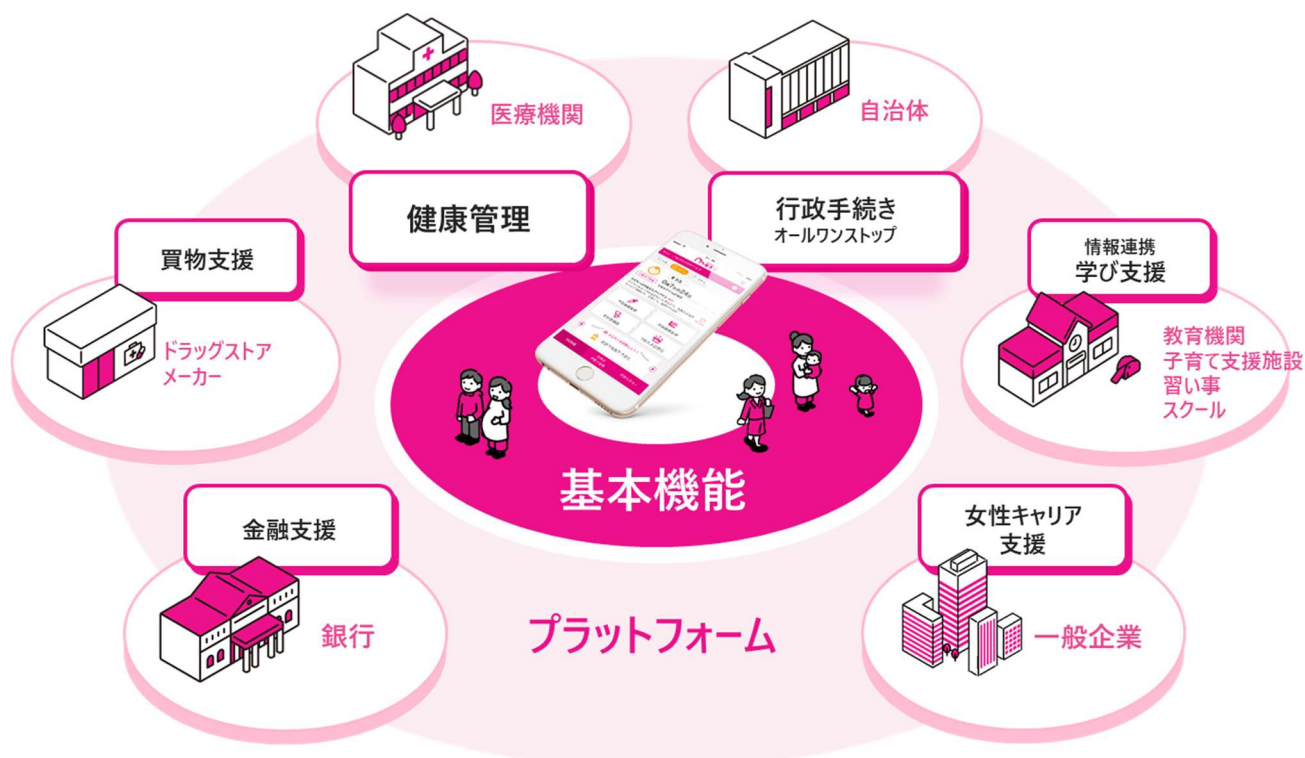 医療機関
自治体
健康管理
行政手続き
オールワンストップ
買物支援
ドラッグストア
メーカー
情報連携
学び支援
教育機関
子育て支援施設
習い事
スクール
基本機能
金融支援
銀行
女性キャリア
支援
一般企業
プラットフォーム